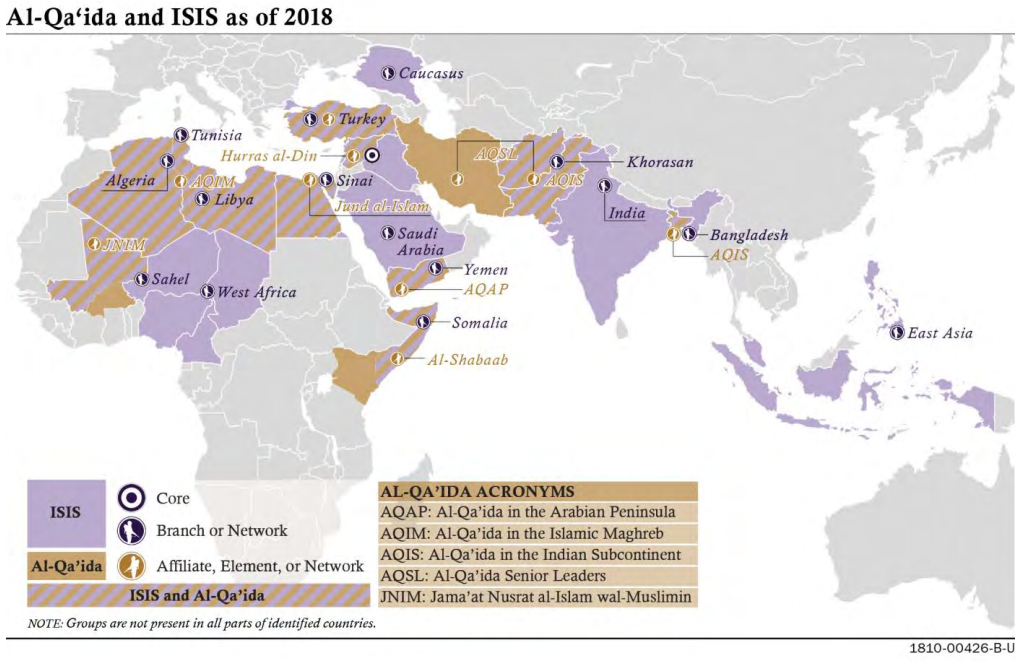 Al-Qa‘ida and ISIS as of 2018
Caucasus
Turkey
Tunisia
Hurras al-Din
AQSL
Khorasan
Algeria
AQIM
Sinai
AQIS
Libya
Jund al-Islam
India
Saudi
Arabia
Bangladesh
JNIM
AQIS
Sahel
Yemen
West Africa
AQAP
Somalia
East Asia
Al-Shabaab
ISIS
Core
Branch or Network
Al-Qa’ida
Affiliate, Element, or Network
ISIS and Al-Qa’ida
AL-QA’IDA ACRONYMS
AQAP: Al-Qa’ida in the Arabian Peninsula
AQIM: Al-Qa’ida in the Islamic Maghreb
AQIS: Al-Qa’ida in the Indian Subcontinent
AQSL: Al-Qa’ida Senior Leaders
JNIM: Jama’at Nusrat al-Islam wal-Muslimin
NOTE: Groups are not present in all parts of identified countries.
1810-00426-B-U